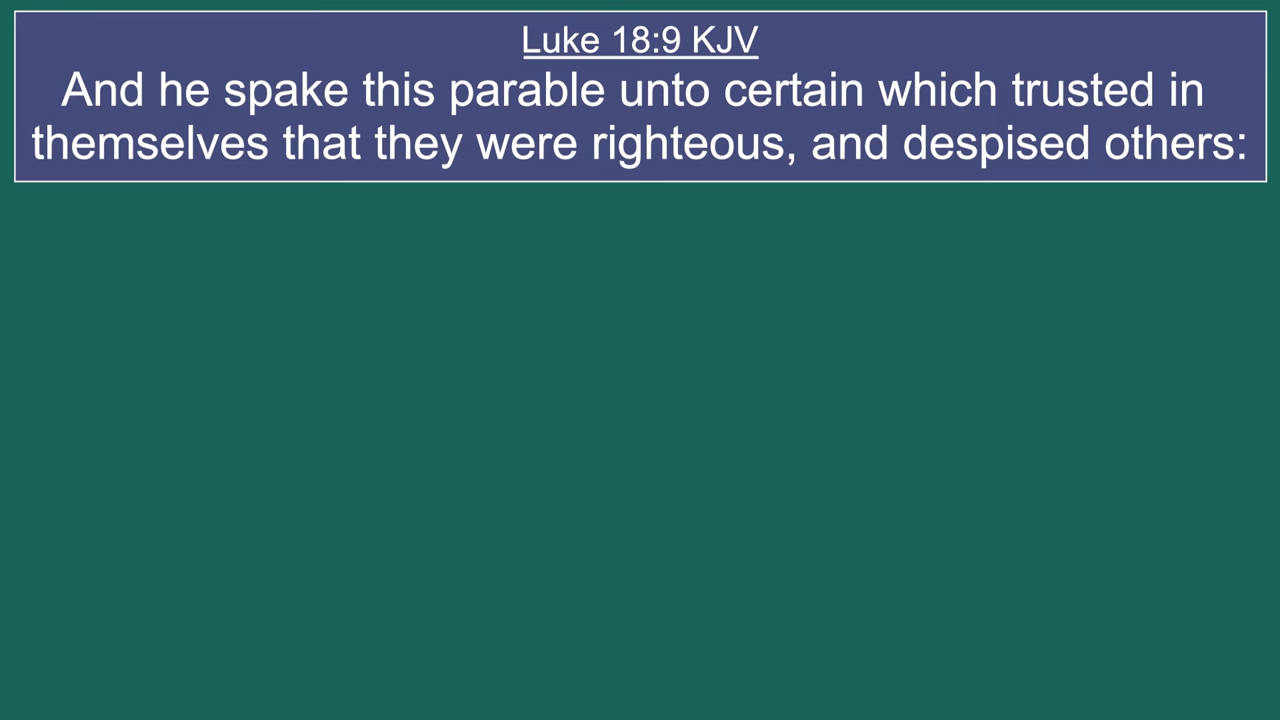 Luke 18:9 KJV
And he spake this parable unto certain which trusted in
themselves that they were righteous, and despised others: